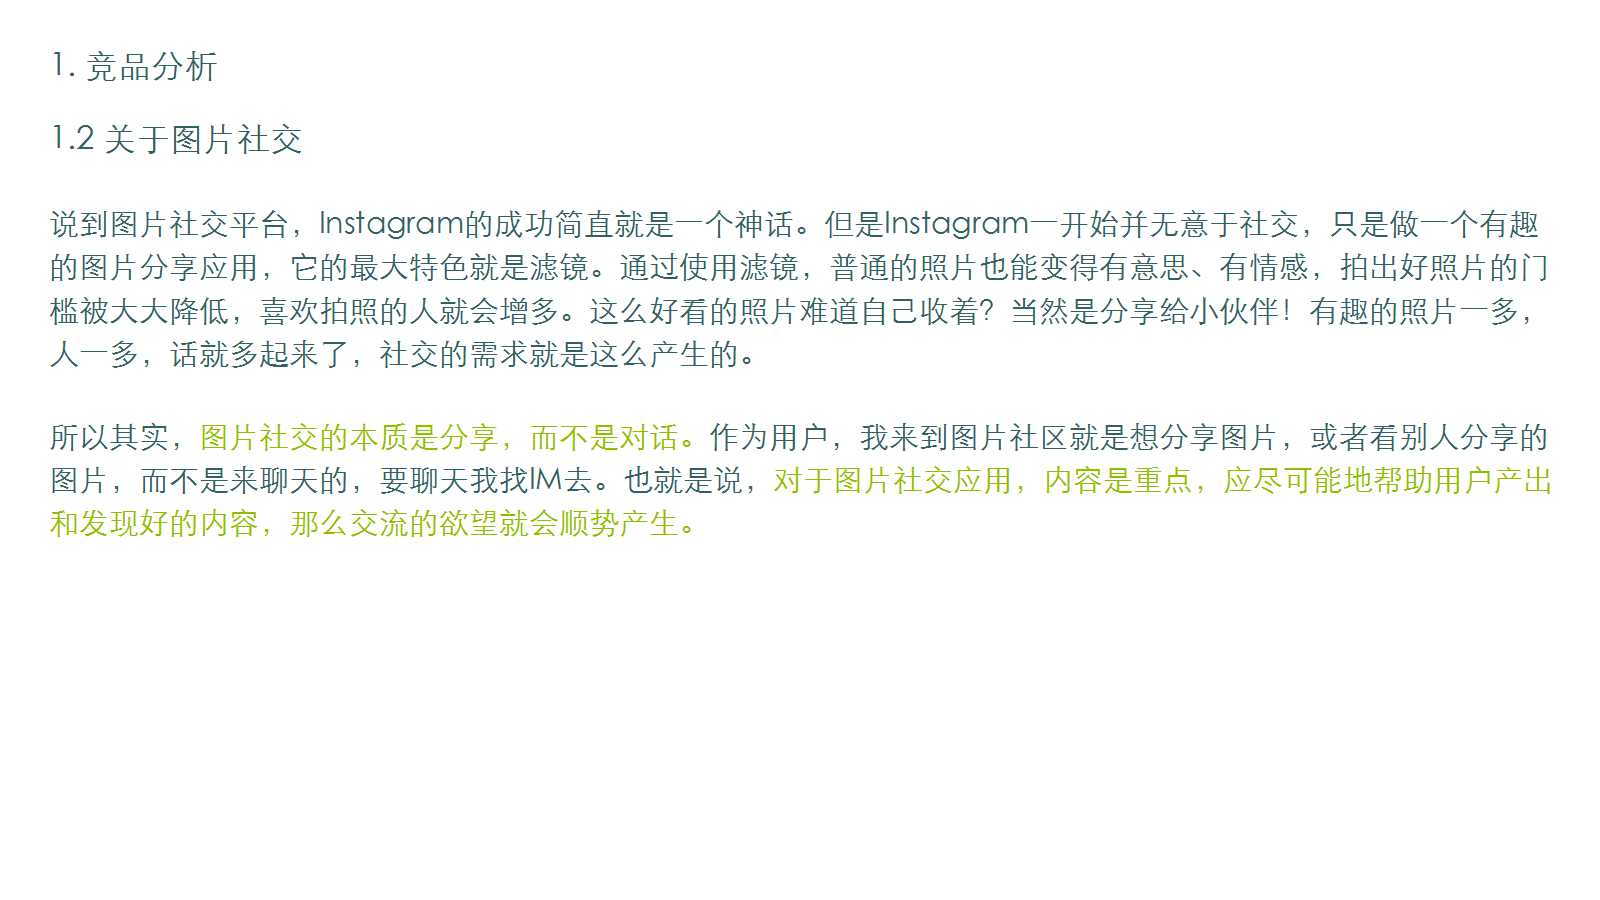 1. 竞品分析
1.2 关于图片社交
说到图片社交平台，Instagram的成功简直就是一个神话。但是Instagram一开始并无意于社交，只是做一个有趣
的图片分享应用，它的最大特色就是滤镜。通过使用滤镜，普通的照片也能变得有意思、有情感，拍出好照片的门
槛被大大降低，喜欢拍照的人就会增多。这么好看的照片难道自己收着？当然是分享给小伙伴！有趣的照片一多，
人一多，话就多起来了，社交的需求就是这么产生的。
所以其实，图片社交的本质是分享，而不是对话。作为用户，我来到图片社区就是想分享图片，或者看别人分享的
图片，而不是来聊天的，要聊天我找IM去。也就是说，对于图片社交应用，内容是重点，应尽可能地帮助用户产出
和发现好的内容，那么交流的欲望就会顺势产生。